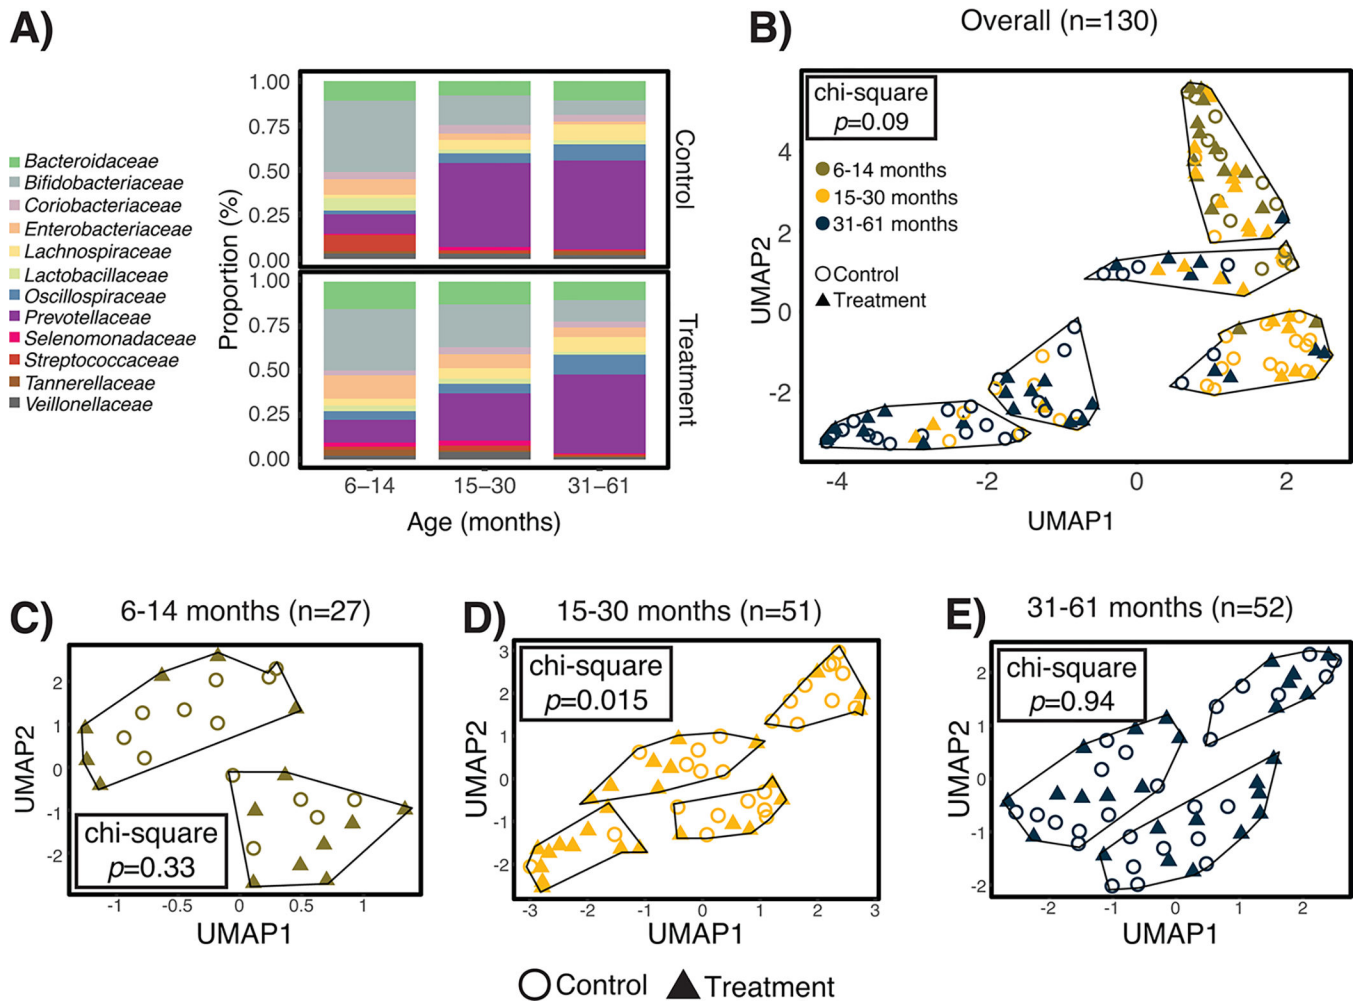 A)
Bacteroidaceae
Bifidobacteriaceae
Coriobacteriaceae
Enterobacteriaceae
Lachnospiraceae
Lactobacillaceae
Oscillospiraceae
Prevotellaceae
Selenomonadaceae
Streptococcaceae
Tannerellaceae
Veillonellaceae
Proportion (%)
1.00
0.75
0.50
0.25
0.00
Control
1.00
0.75
0.50
0.25
0.00
Treatment
6–14 15–30 31–61
Age (months)
B)
Overall (n=130)
chi-square
p=0.09
6-14 months
15-30 months
31-61 months
Control
Treatment
UMAP2
4
2
0
-2
-4 -2 0 2
UMAP1
C)
6-14 months (n=27)
chi-square
p=0.33
UMAP2
2
1
0
-1
-2
-1 -0.5 0 0.5 1
UMAP1
D)
15-30 months (n=51)
chi-square
p=0.015
UMAP2
3
2
1
0
-1
-2
-3 -2 -1 0 1 2 3
UMAP1
E)
31-61 months (n=52)
chi-square
p=0.94
UMAP2
2
1
0
-1
-2
-2 -1 0 1 2
UMAP1
Control Treatment